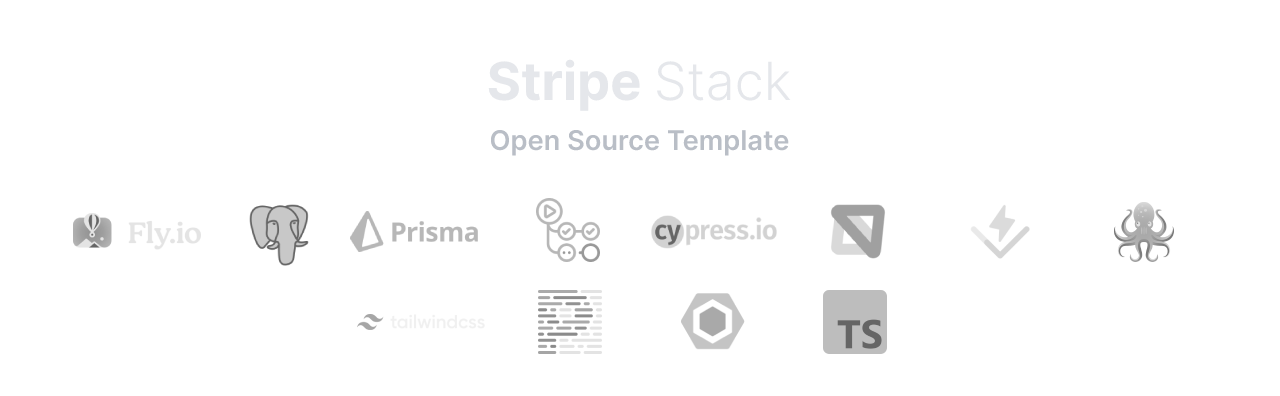 Stripe Stack
Open Source Template
Fly.io
Prisma
cypress.io
tailwindcss
TS